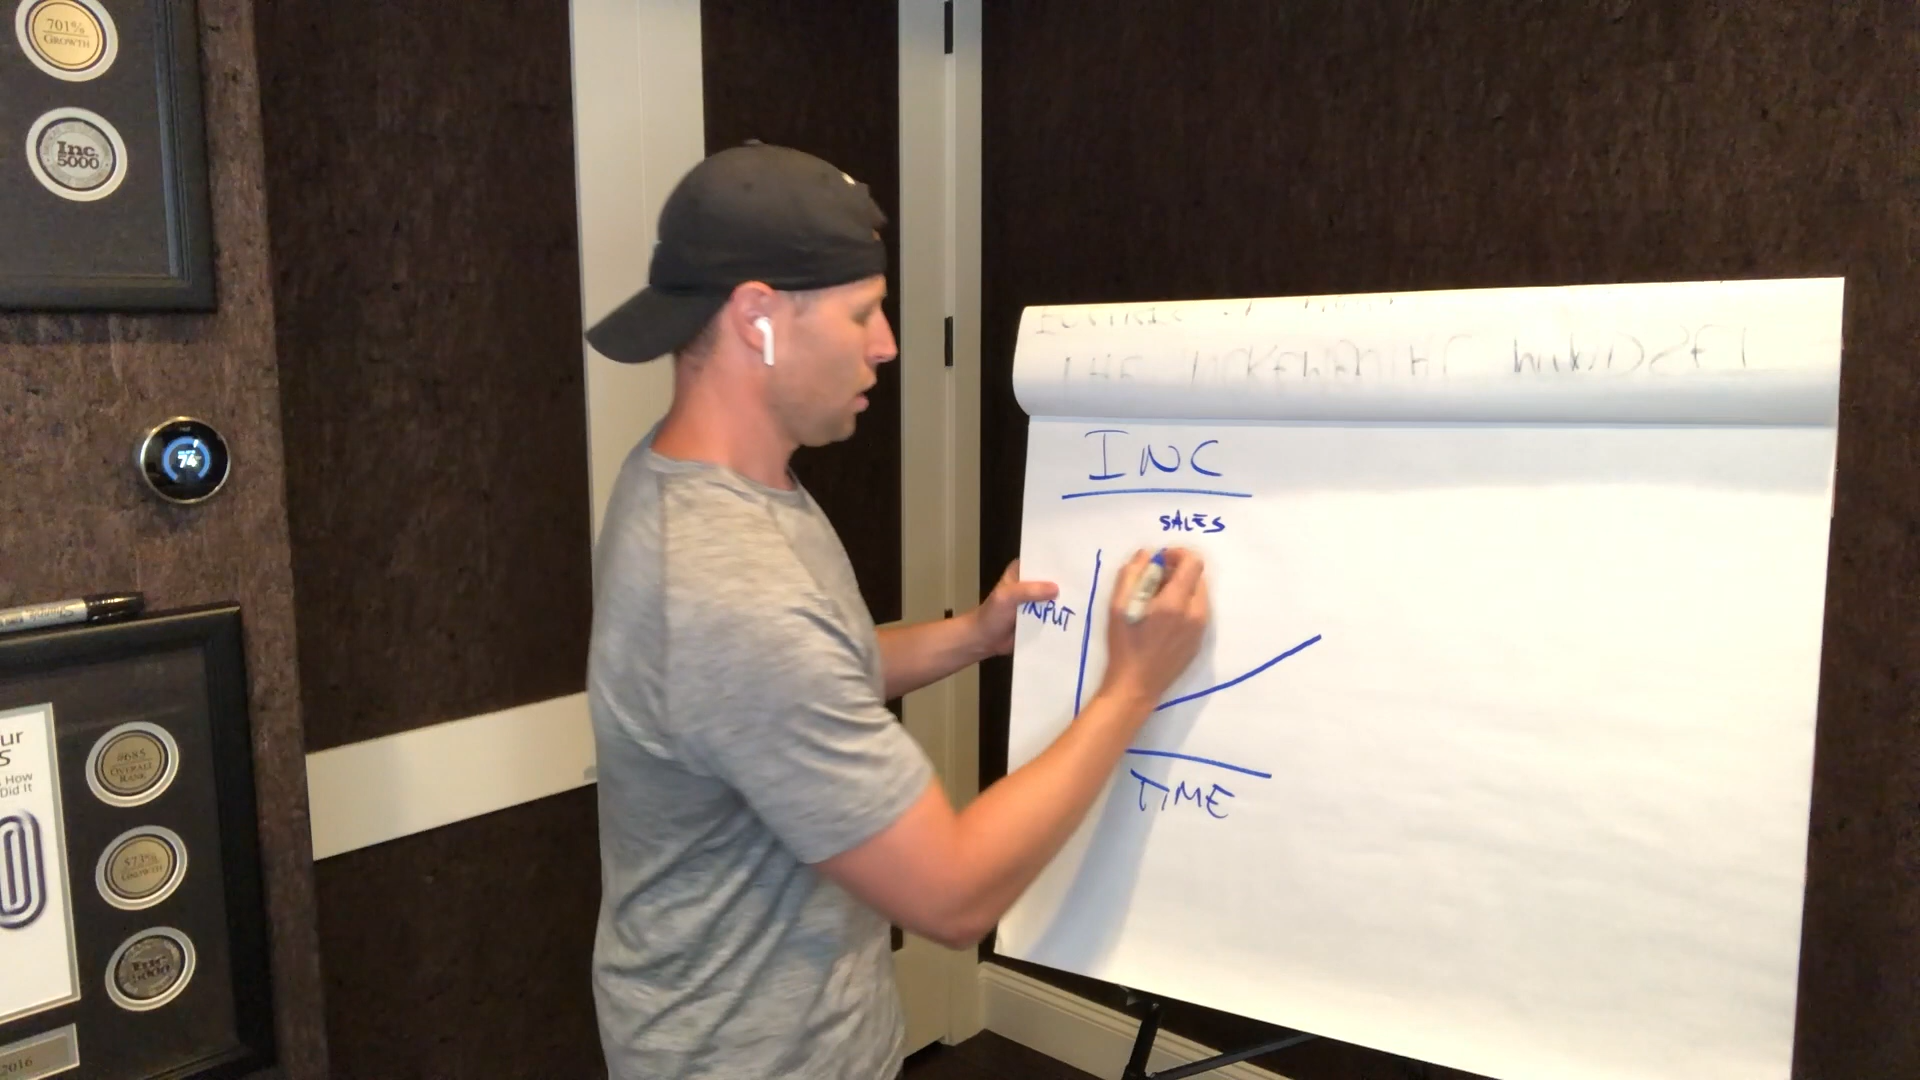 701%
GROWTH
Inc.
5000
74
INC
SALES
INPUT
TIME
#685
OVERALL
RANK
573%
GROWTH
Inc.
5000
ur
S
How
Did It
0
2016